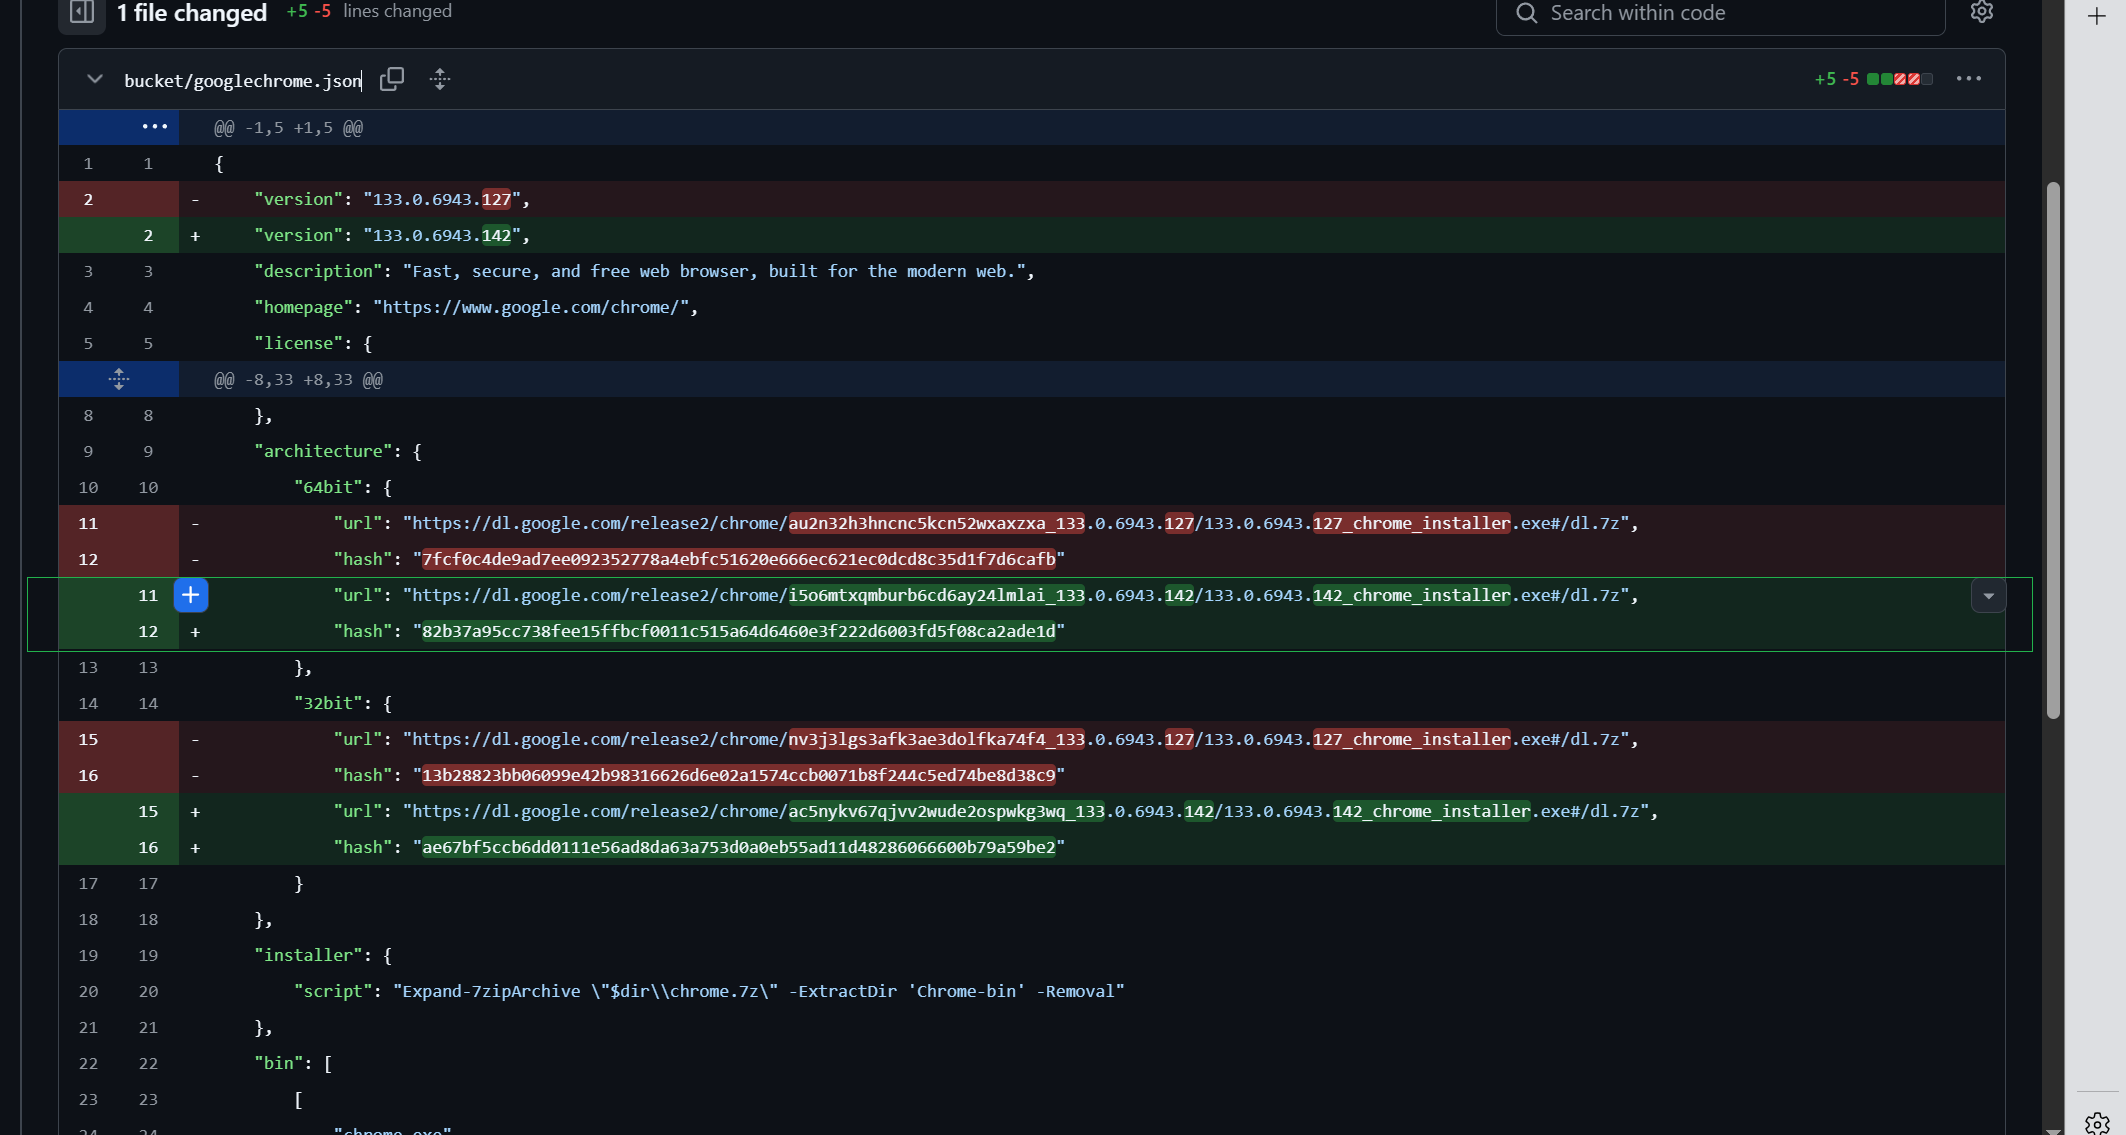 1 file changed +5 -5 lines changed
Search within code
bucket/googlechrome.json
+5 -5
@@ -1,5 +1,5 @@
1 1 {
2 - "version": "133.0.6943.127",
2 + "version": "133.0.6943.142",
3 3 "description": "Fast, secure, and free web browser, built for the modern web.",
4 4 "homepage": "https://www.google.com/chrome/",
5 5 "license": {
@@ -8,33 +8,33 @@
8 8 },
9 9 "architecture": {
10 10 "64bit": {
11 - "url": "https://dl.google.com/release2/chrome/au2n32h3hncnc5kcn52wxaxzxa_133.0.6943.127/133.0.6943.127_chrome_installer.exe#/dl.7z",
12 - "hash": "7fcf0c4de9ad7ee092352778a4ebfc51620e666ec621ec0dcd8c35d1f7d6cafb"
11 "url": "https://dl.google.com/release2/chrome/i5o6mtxqmburb6cd6ay24lmlai_133.0.6943.142/133.0.6943.142_chrome_installer.exe#/dl.7z",
12 + "hash": "82b37a95cc738fee15ffbcf0011c515a64d6460e3f222d6003fd5f08ca2ade1d"
13 13 },
14 14 "32bit": {
15 - "url": "https://dl.google.com/release2/chrome/nv3j3lgs3afk3ae3dolfka74f4_133.0.6943.127/133.0.6943.127_chrome_installer.exe#/dl.7z",
16 - "hash": "13b28823bb06099e42b98316626d6e02a1574ccb0071b8f244c5ed74be8d38c9"
15 + "url": "https://dl.google.com/release2/chrome/ac5nykv67qjvv2wude2ospwkg3wq_133.0.6943.142/133.0.6943.142_chrome_installer.exe#/dl.7z",
16 + "hash": "ae67bf5ccb6dd0111e56ad8da63a753d0a0eb55ad11d48286066600b79a59be2"
17 17 }
18 18 },
19 19 "installer": {
20 20 "script": "Expand-7zipArchive \"$dir\\chrome.7z\" -ExtractDir 'Chrome-bin' -Removal"
21 21 },
22 22 "bin": [
23 23 [
24 24 "chrome.exe"